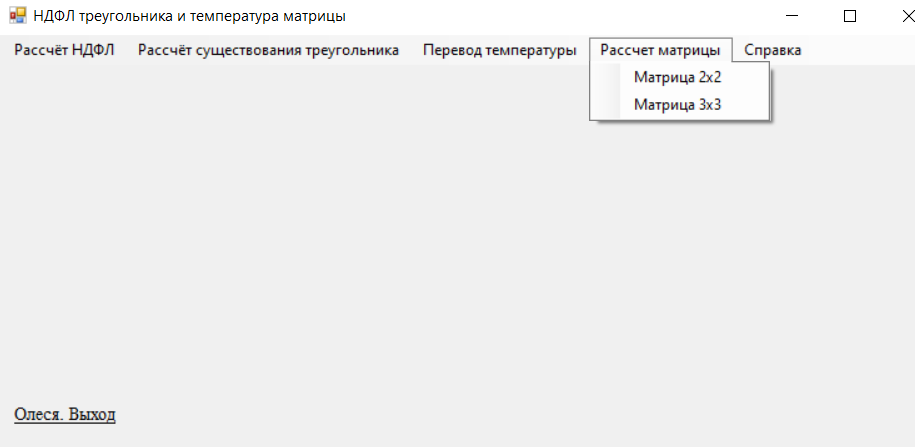 НДФЛ треугольника и температура матрицы
Рассчёт НДФЛ Рассчёт существования треугольника Перевод температуры Рассчет матрицы Справка
Матрица 2x2
Матрица 3x3
Олеся. Выход